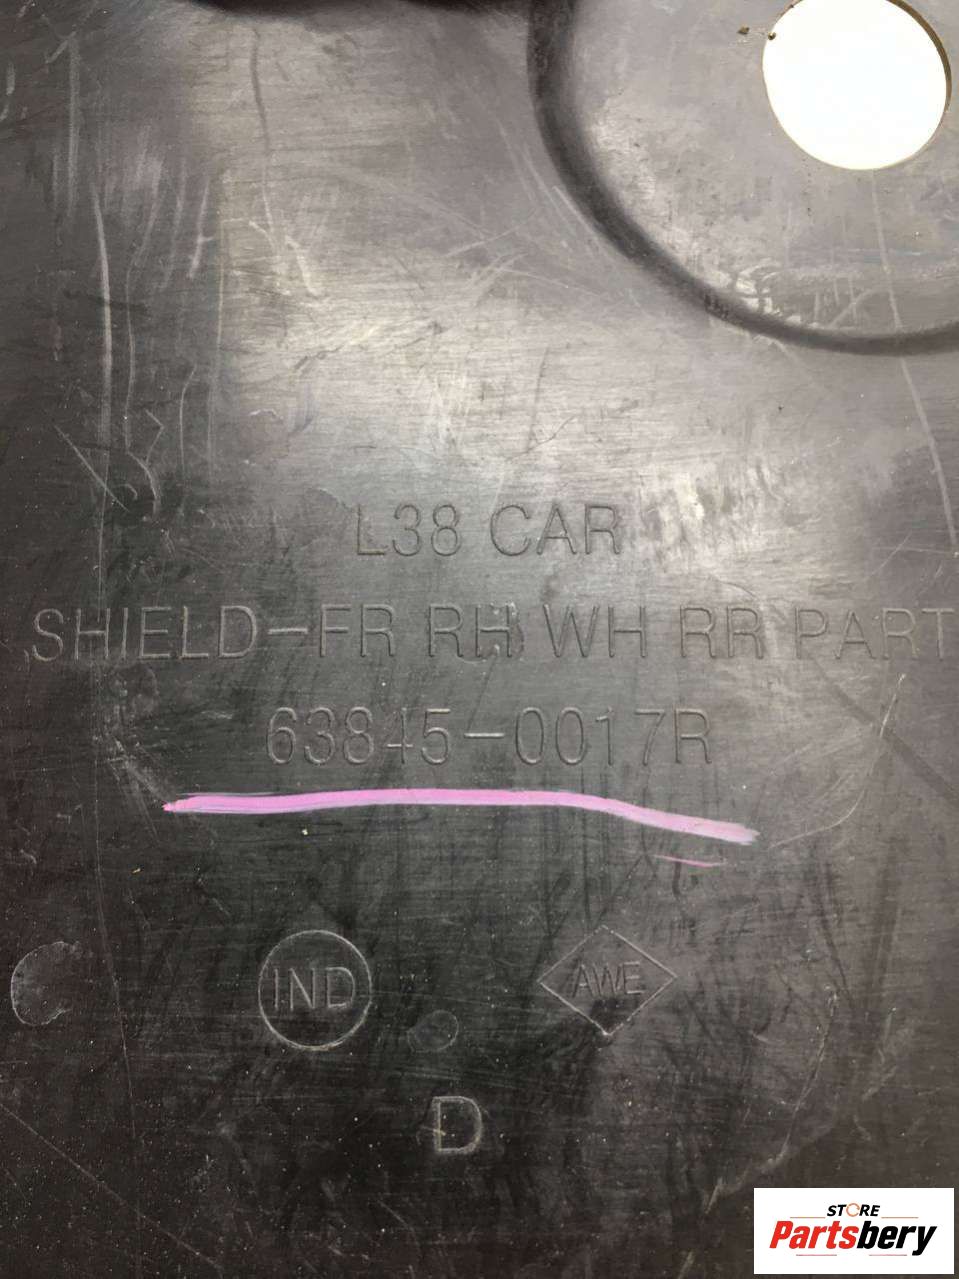 L38 CAR
SHIELD-FR RH WH RR PART
63845-0017R
IND
AWE
D
STORE
Partsbery